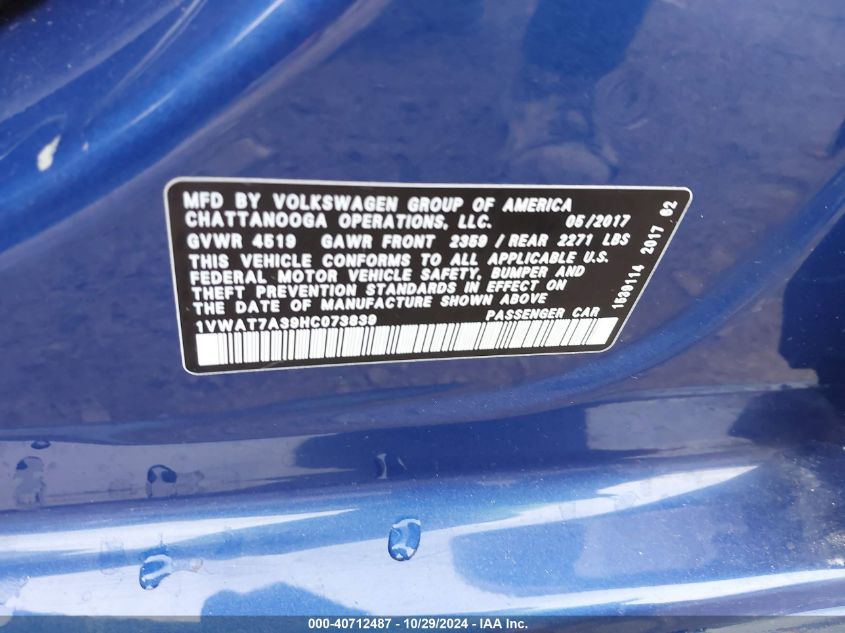 MFD BY VOLKSWAGEN GROUP OF AMERICA
CHATTANOOGA OPERATIONS, LLC. 05/2017
GVWR 4519 GAWR FRONT 2359 / REAR 2271 LBS
THIS VEHICLE CONFORMS TO ALL APPLICABLE U.S.
FEDERAL MOTOR VEHICLE SAFETY, BUMPER AND
THEFT PREVENTION STANDARDS IN EFFECT ON
THE DATE OF MANUFACTURE SHOWN ABOVE
1VWAT7A39HC073839 PASSENGER CAR
1539114 2017 62
000-40712487 - 10/29/2024 - IAA Inc.